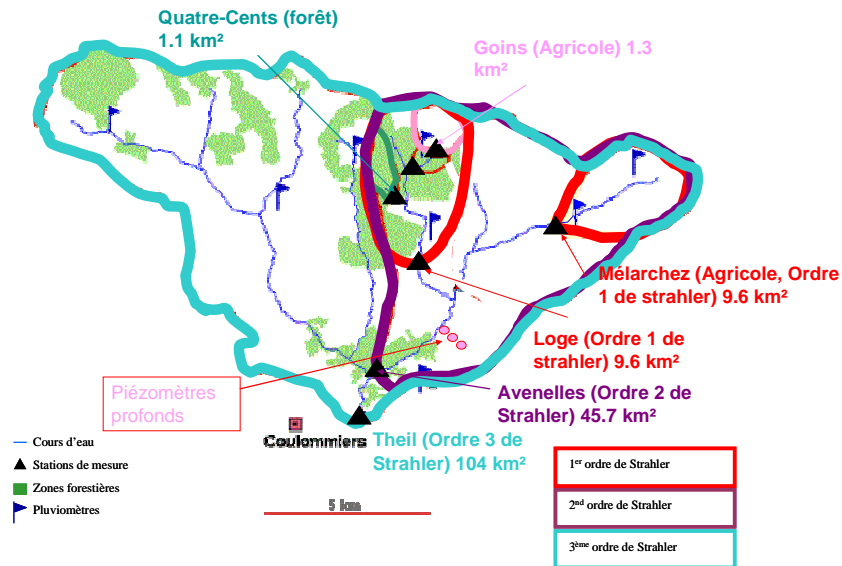 Quatre-Cents (forêt)
1.1 km²
Goins (Agricole) 1.3
km²
Mélarchez (Agricole, Ordre
1 de strahler) 9.6 km²
Loge (Ordre 1 de
strahler) 9.6 km²
Avenelles (Ordre 2 de
Strahler) 45.7 km²
Piézomètres
profonds
Coulommiers
Theil (Ordre 3 de
Strahler) 104 km²
Cours d'eau
Stations de mesure
Zones forestières
Pluviomètres
5 km
1er ordre de Strahler
2nd ordre de Strahler
3ème ordre de Strahler